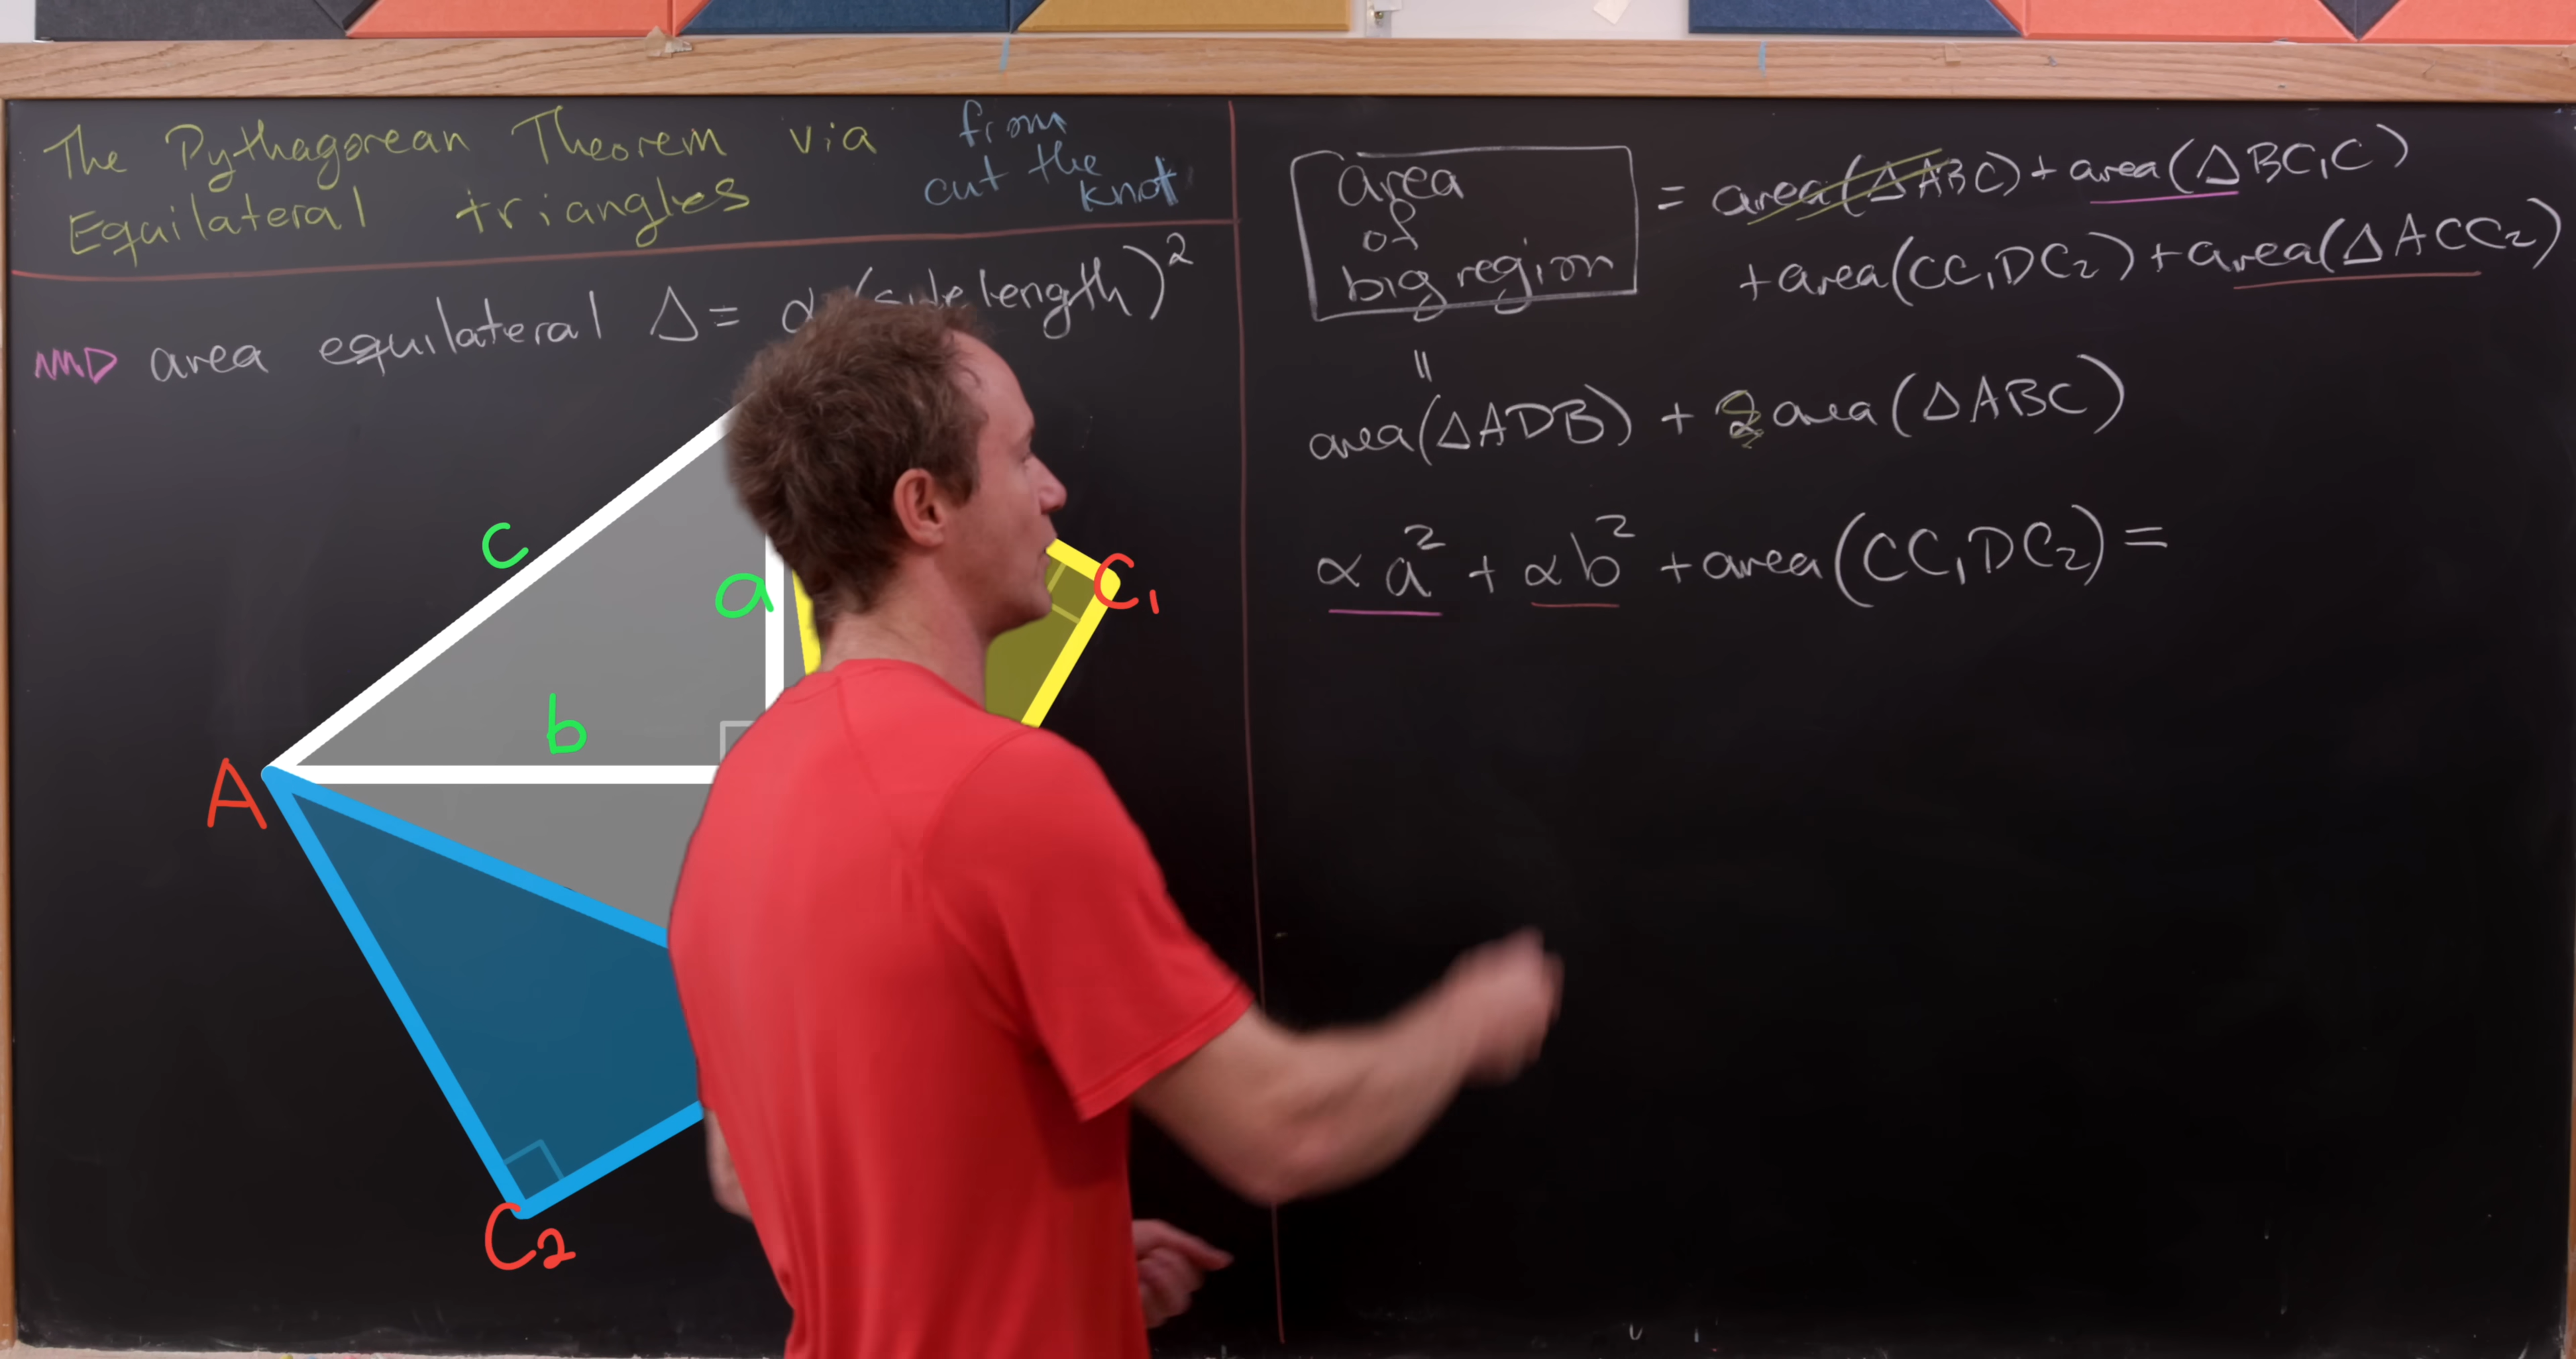 The Pythagorean Theorem via
Equilateral triangles
from
cut the
knot
area equilateral Δ = α (side length)²
c
a
b
A
C₁
C₂
area
of
big region
= area(ΔABC) + area(ΔBC₁C)
+ area(CC₁DC₂) + area(ΔACC₂)
=
area(ΔADB) + 2 area(ΔABC)
α a² + α b² + area(CC₁DC₂) =